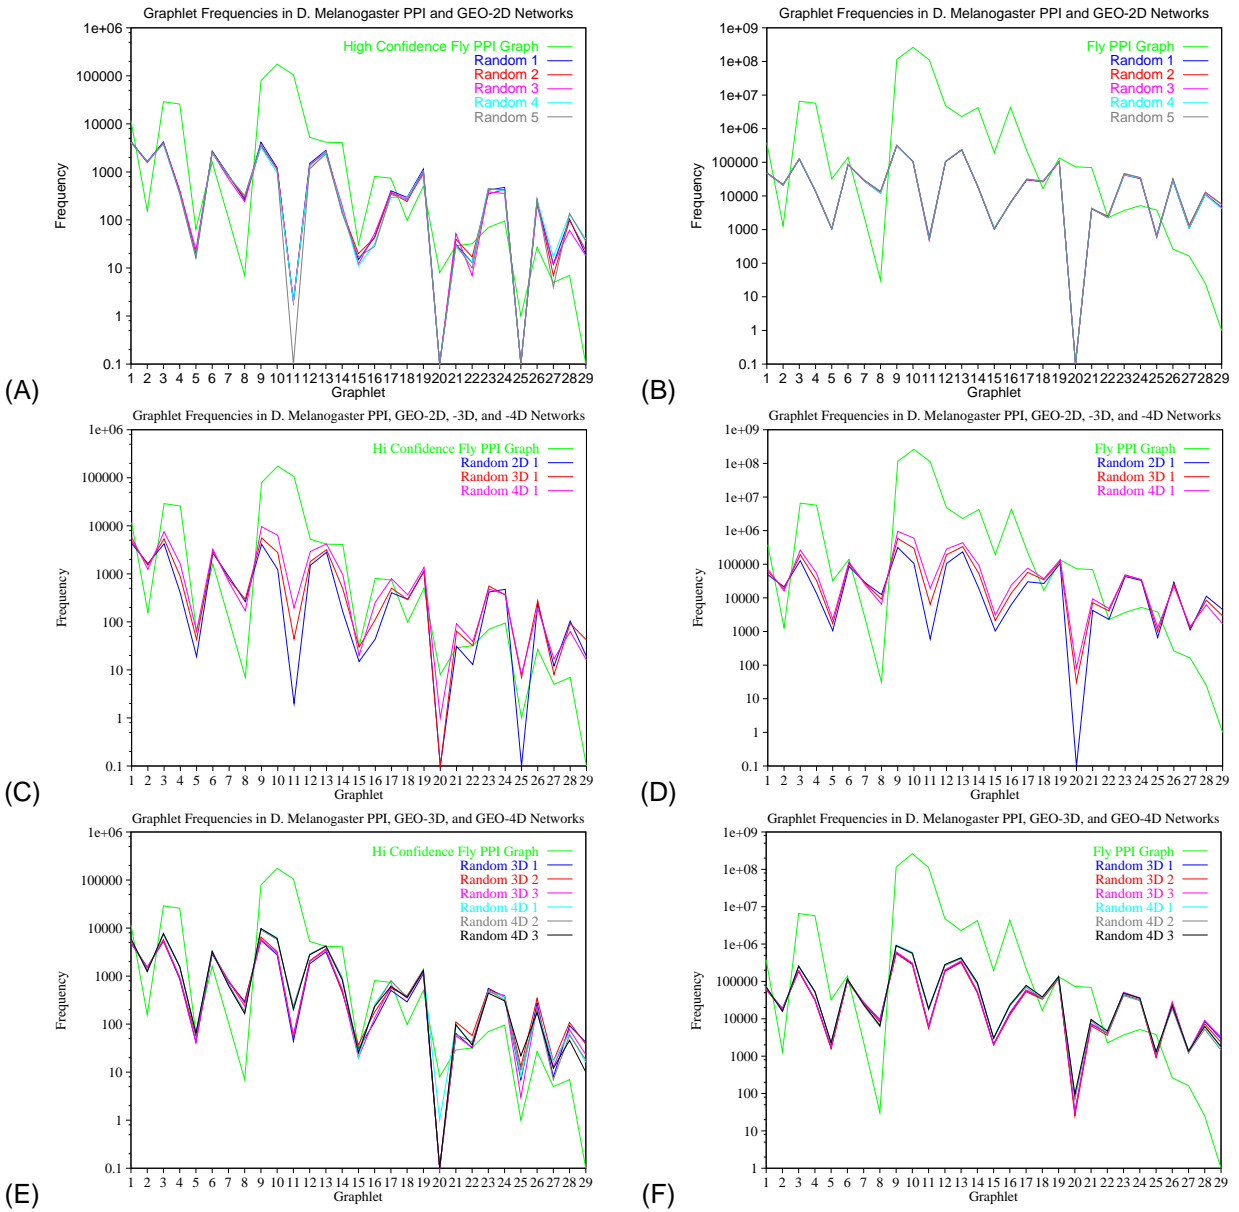 Graphlet Frequencies in D. Melanogaster PPI and GEO-2D Networks
1e+06
100000
10000
1000
100
10
1
0.1
Frequency
High Confidence Fly PPI Graph
Random 1
Random 2
Random 3
Random 4
Random 5
1 2 3 4 5 6 7 8 9 10 11 12 13 14 15 16 17 18 19 20 21 22 23 24 25 26 27 28 29
Graphlet
(A)
Graphlet Frequencies in D. Melanogaster PPI and GEO-2D Networks
1e+09
1e+08
1e+07
1e+06
100000
10000
1000
100
10
1
0.1
Frequency
Fly PPI Graph
Random 1
Random 2
Random 3
Random 4
Random 5
1 2 3 4 5 6 7 8 9 10 11 12 13 14 15 16 17 18 19 20 21 22 23 24 25 26 27 28 29
Graphlet
(B)
Graphlet Frequencies in D. Melanogaster PPI, GEO-2D, -3D, and -4D Networks
1e+06
100000
10000
1000
100
10
1
0.1
Frequency
Hi Confidence Fly PPI Graph
Random 2D 1
Random 3D 1
Random 4D 1
1 2 3 4 5 6 7 8 9 10 11 12 13 14 15 16 17 18 19 20 21 22 23 24 25 26 27 28 29
Graphlet
(C)
Graphlet Frequencies in D. Melanogaster PPI, GEO-2D, -3D, and -4D Networks
1e+09
1e+08
1e+07
1e+06
100000
10000
1000
100
10
1
0.1
Frequency
Fly PPI Graph
Random 2D 1
Random 3D 1
Random 4D 1
1 2 3 4 5 6 7 8 9 10 11 12 13 14 15 16 17 18 19 20 21 22 23 24 25 26 27 28 29
Graphlet
(D)
Graphlet Frequencies in D. Melanogaster PPI, GEO-3D, and GEO-4D Networks
1e+06
100000
10000
1000
100
10
1
0.1
Frequency
Hi Confidence Fly PPI Graph
Random 3D 1
Random 3D 2
Random 3D 3
Random 4D 1
Random 4D 2
Random 4D 3
1 2 3 4 5 6 7 8 9 10 11 12 13 14 15 16 17 18 19 20 21 22 23 24 25 26 27 28 29
Graphlet
(E)
Graphlet Frequencies in D. Melanogaster PPI, GEO-3D, and GEO-4D Networks
1e+09
1e+08
1e+07
1e+06
100000
10000
1000
100
10
1
Frequency
Fly PPI Graph
Random 3D 1
Random 3D 2
Random 3D 3
Random 4D 1
Random 4D 2
Random 4D 3
1 2 3 4 5 6 7 8 9 10 11 12 13 14 15 16 17 18 19 20 21 22 23 24 25 26 27 28 29
Graphlet
(F)